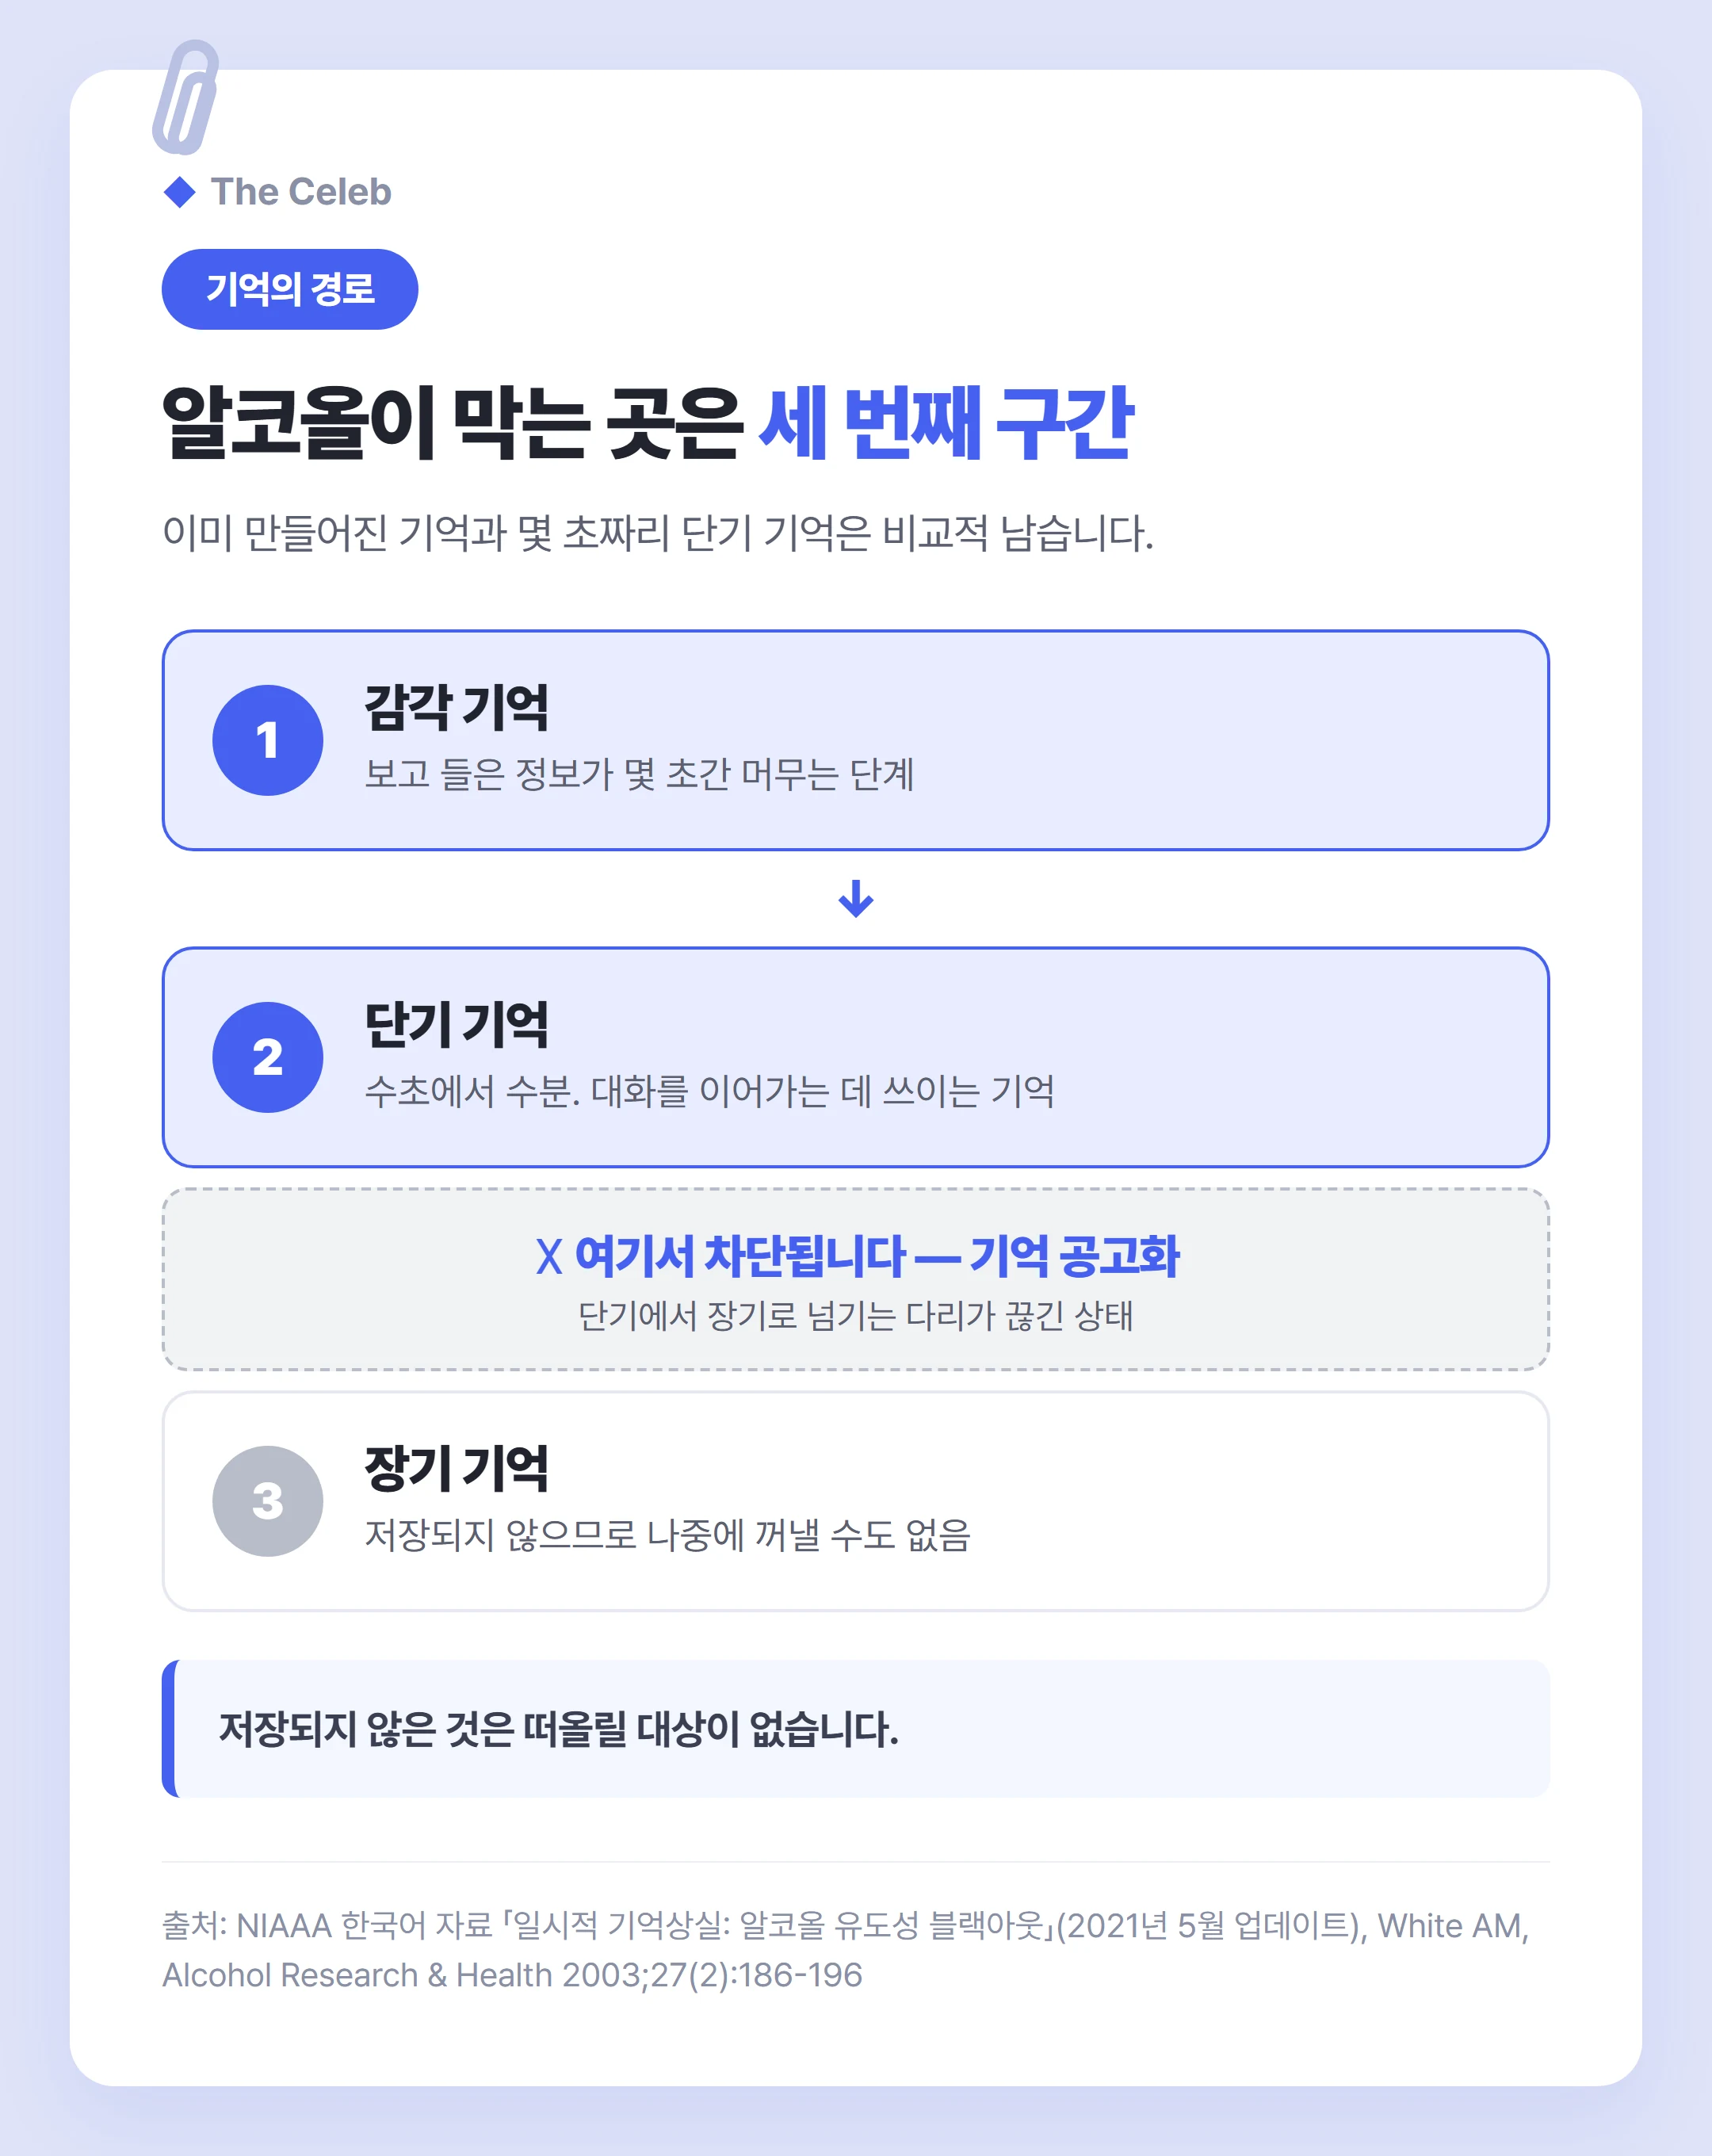 The Celeb
기억의 경로
알코올이 막는 곳은 세 번째 구간
이미 만들어진 기억과 몇 초짜리 단기 기억은 비교적 남습니다.
1
감각 기억
보고 들은 정보가 몇 초간 머무는 단계
↓
2
단기 기억
수초에서 수분. 대화를 이어가는 데 쓰이는 기억
X 여기서 차단됩니다 — 기억 공고화
단기에서 장기로 넘기는 다리가 끊긴 상태
3
장기 기억
저장되지 않으므로 나중에 꺼낼 수도 없음
저장되지 않은 것은 떠올릴 대상이 없습니다.
출처: NIAAA 한국어 자료 「일시적 기억상실: 알코올 유도성 블랙아웃」(2021년 5월 업데이트), White AM,
Alcohol Research & Health 2003;27(2):186-196